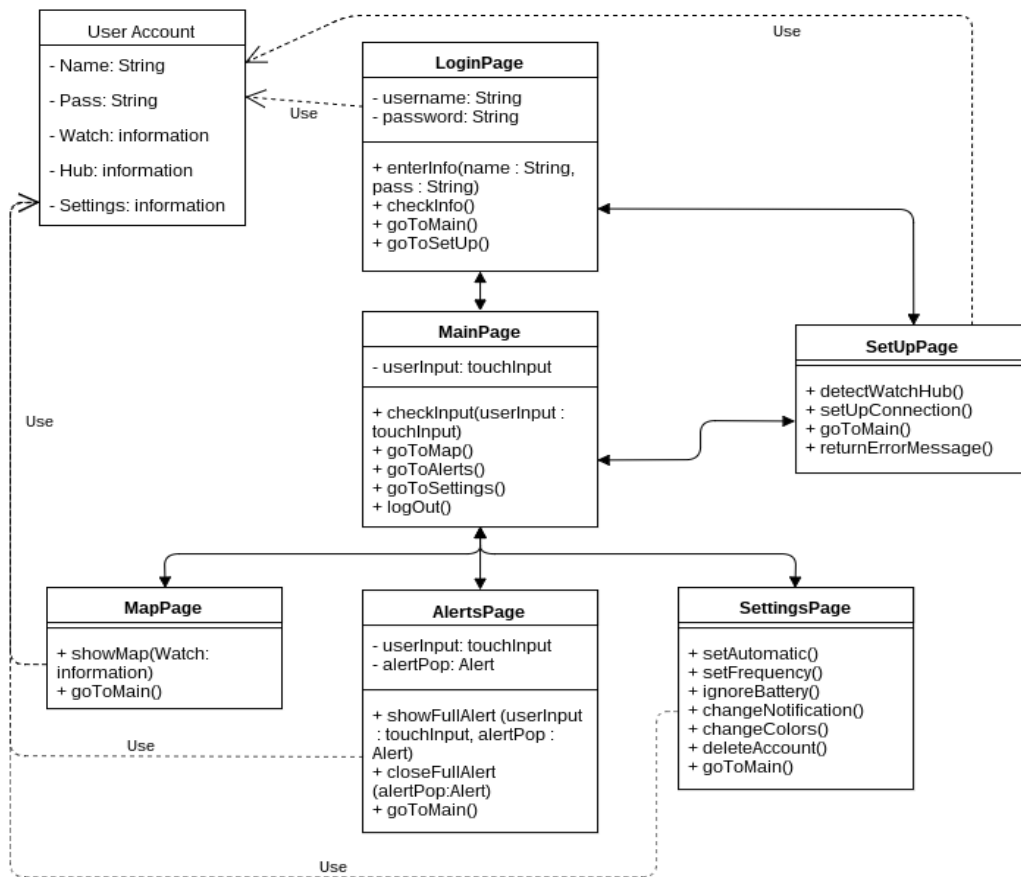 User Account
- Name: String
- Pass: String
- Watch: information
- Hub: information
- Settings: information
Use
LoginPage
- username: String
- password: String
+ enterInfo(name : String,
pass : String)
+ checkInfo()
+ goToMain()
+ goToSetUp()
Use
MainPage
- userInput: touchInput
+ checkInput(userInput :
touchInput)
+ goToMap()
+ goToAlerts()
+ goToSettings()
+ logOut()
SetUpPage
+ detectWatchHub()
+ setUpConnection()
+ goToMain()
+ returnErrorMessage()
Use
MapPage
+ showMap(Watch:
information)
+ goToMain()
AlertsPage
- userInput: touchInput
- alertPop: Alert
+ showFullAlert (userInput
: touchInput, alertPop :
Alert)
+ closeFullAlert
(alertPop:Alert)
+ goToMain()
SettingsPage
+ setAutomatic()
+ setFrequency()
+ ignoreBattery()
+ changeNotification()
+ changeColors()
+ deleteAccount()
+ goToMain()
Use
Use